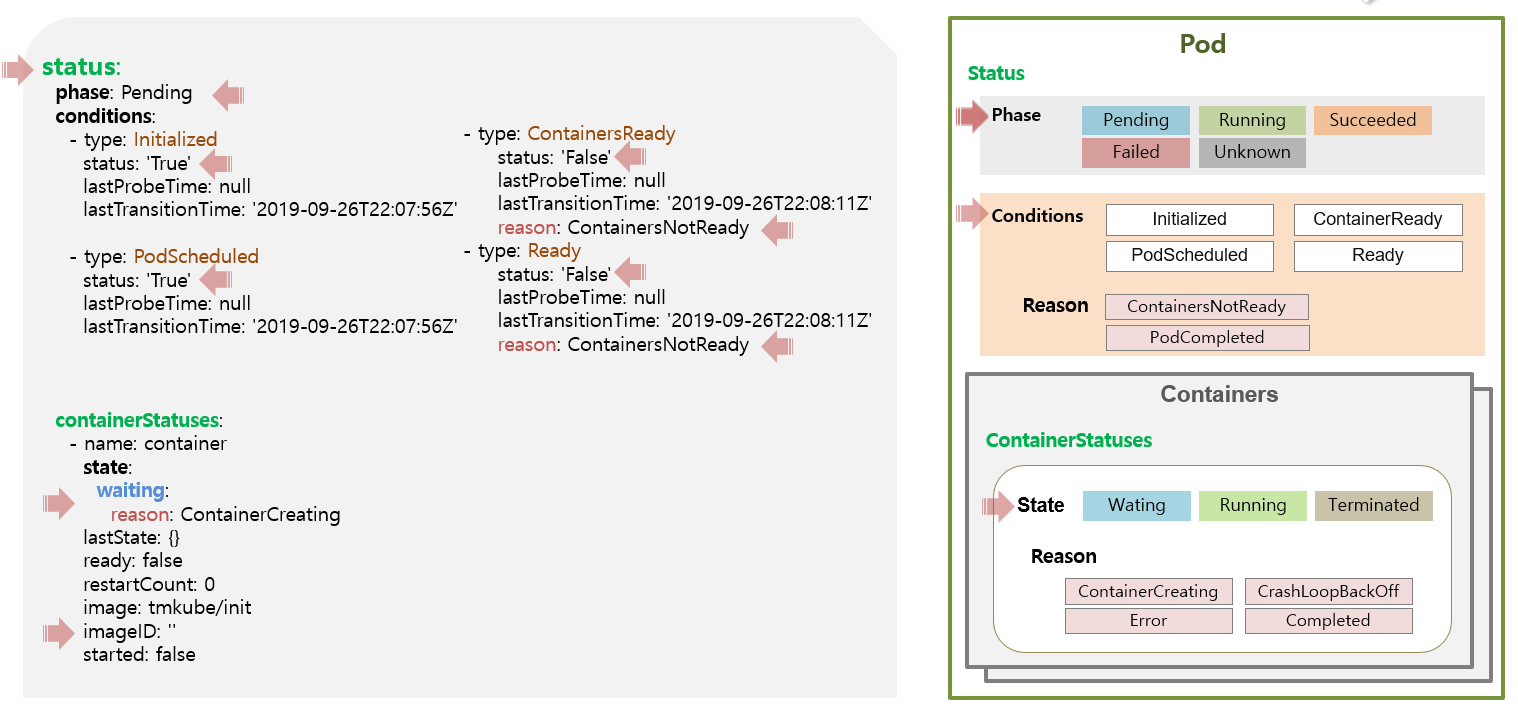 status:
phase: Pending
conditions:
- type: Initialized
status: 'True'
lastProbeTime: null
lastTransitionTime: '2019-09-26T22:07:56Z'
- type: PodScheduled
status: 'True'
lastProbeTime: null
lastTransitionTime: '2019-09-26T22:07:56Z'
- type: ContainersReady
status: 'False'
lastProbeTime: null
lastTransitionTime: '2019-09-26T22:08:11Z'
reason: ContainersNotReady
- type: Ready
status: 'False'
lastProbeTime: null
lastTransitionTime: '2019-09-26T22:08:11Z'
reason: ContainersNotReady
containerStatuses:
- name: container
state:
waiting:
reason: ContainerCreating
lastState: {}
ready: false
restartCount: 0
image: tmkube/init
imageID: ''
started: false
Pod
Status
Phase Pending Running Succeeded
Failed Unknown
Conditions Initialized ContainerReady
PodScheduled Ready
Reason ContainersNotReady
PodCompleted
Containers
ContainerStatuses
State Wating Running Terminated
Reason
ContainerCreating CrashLoopBackOff
Error Completed